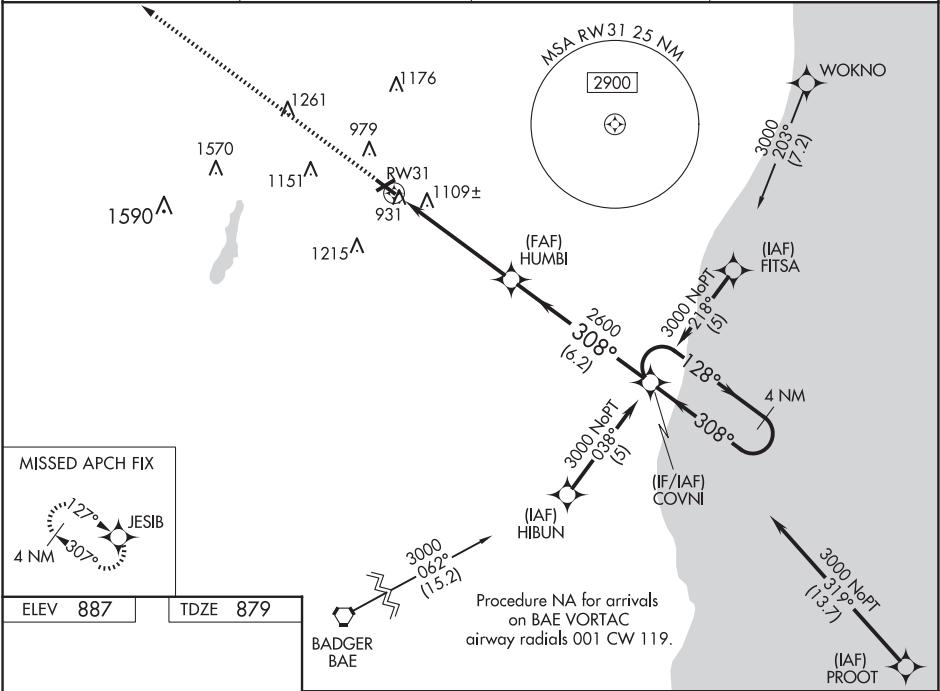 MSA RW31 25 NM
2900
WOKNO
3000
203°
(7.2)
1176
1261
979
1570
1151
RW31
1109±
931
1590
1215
(FAF)
HUMBI
(IAF)
FITSA
3000 NoPT
218°
(5)
2600
308°
(6.2)
128°
4 NM
308°
3000 NoPT
038°
(5)
(IF/IAF)
COVNI
(IAF)
HIBUN
MISSED APCH FIX
127°
JESIB
4 NM
307°
3000
062°
(15.2)
3000 NoPT
319°
(13.7)
ELEV 887
TDZE 879
BADGER
BAE
Procedure NA for arrivals
on BAE VORTAC
airway radials 001 CW 119.
(IAF)
PROOT